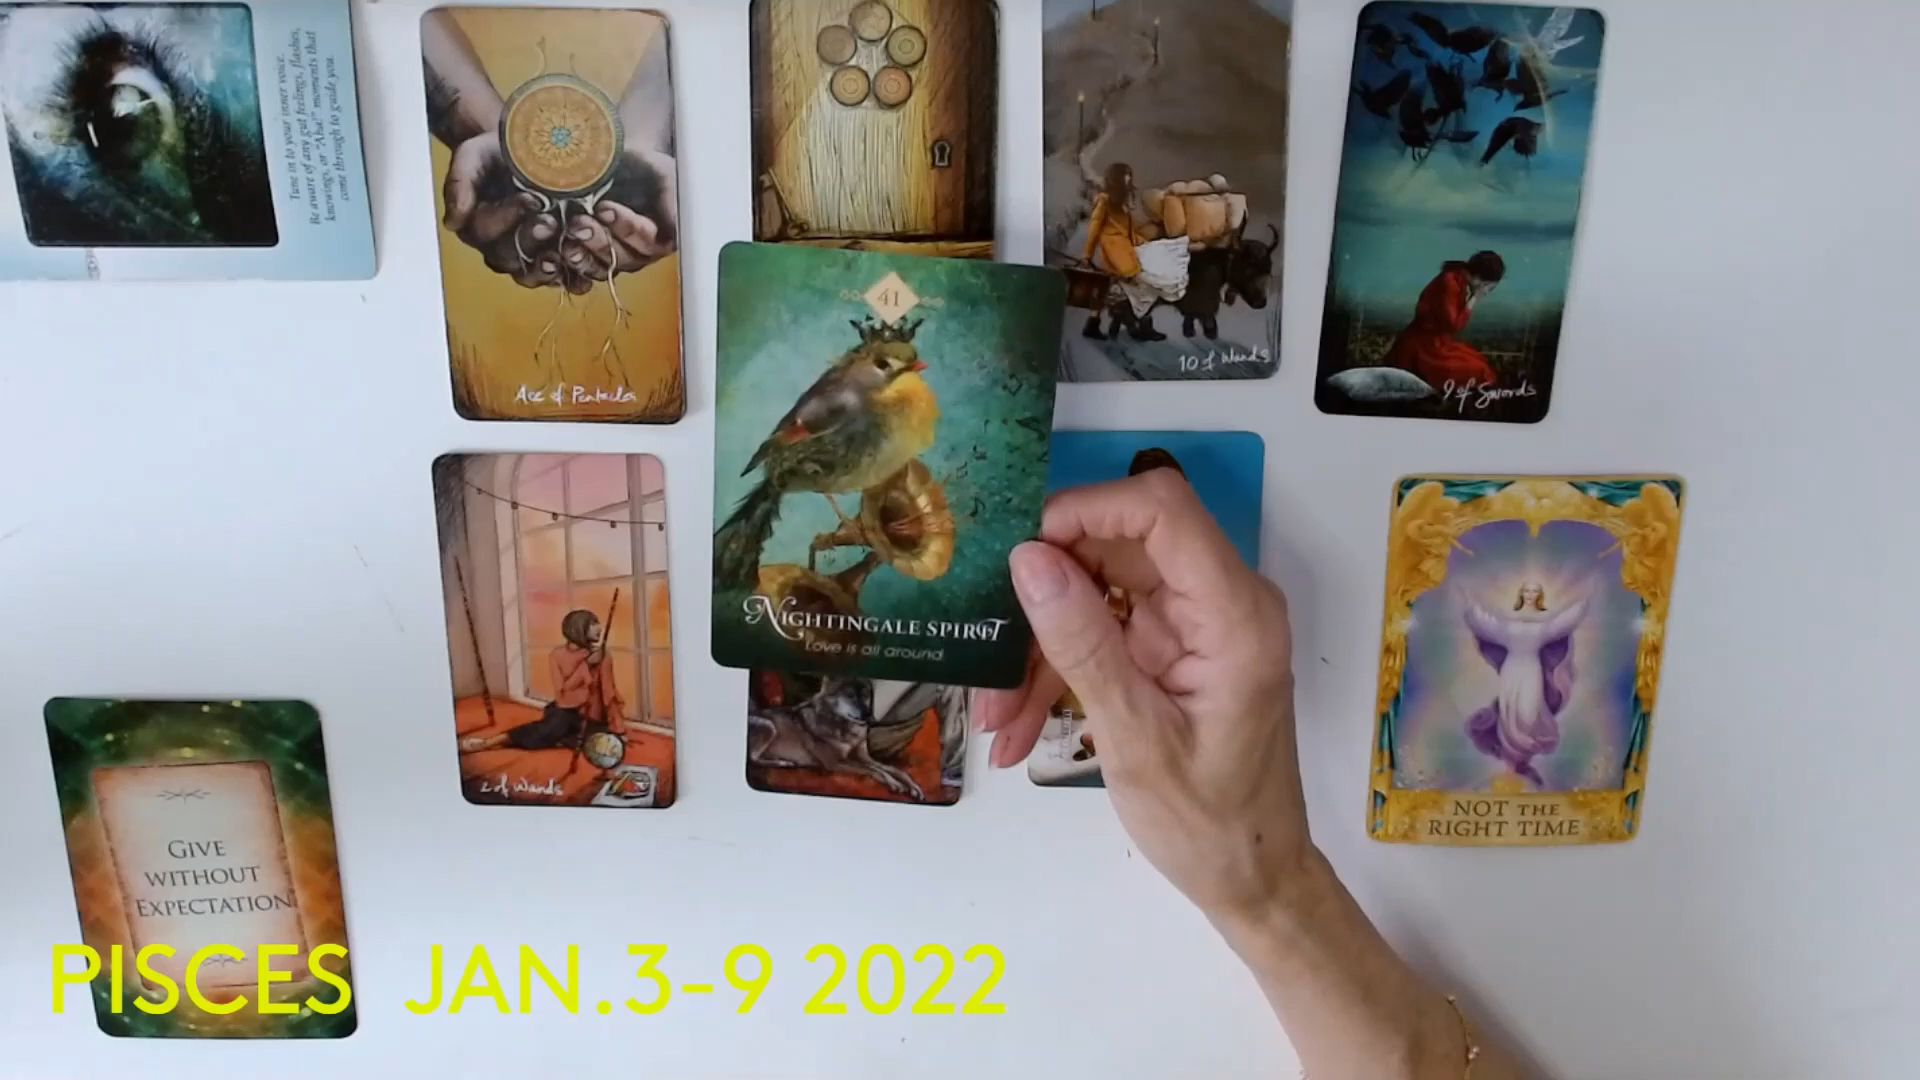 Tune in to your inner voice.
Be aware of any gut feelings, flashes,
knowings, or "Aha!" moments that
come through to guide you.
Ace of Pentacles
10 of Wands
9 of Swords
41
NIGHTINGALE SPIRIT
Love is all around
2 of Wands
NOT THE
RIGHT TIME
GIVE
WITHOUT
EXPECTATION
PISCES JAN.3-9 2022